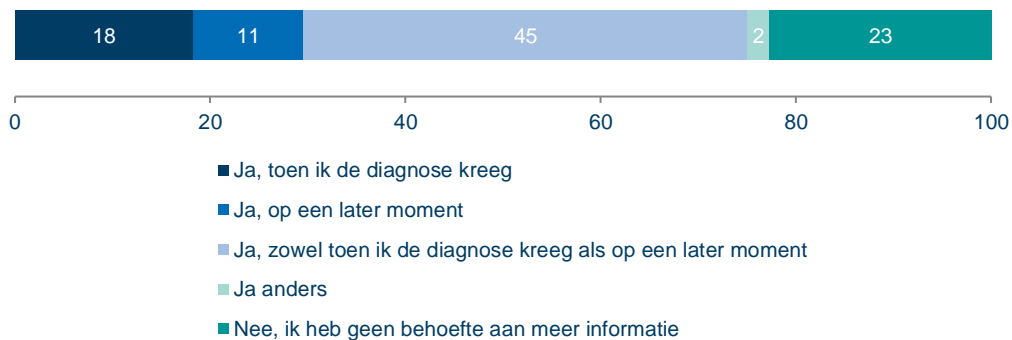 18 11 45 2 23
0 20 40 60 80 100
Ja, toen ik de diagnose kreeg
Ja, op een later moment
Ja, zowel toen ik de diagnose kreeg als op een later moment
Ja anders
Nee, ik heb geen behoefte aan meer informatie